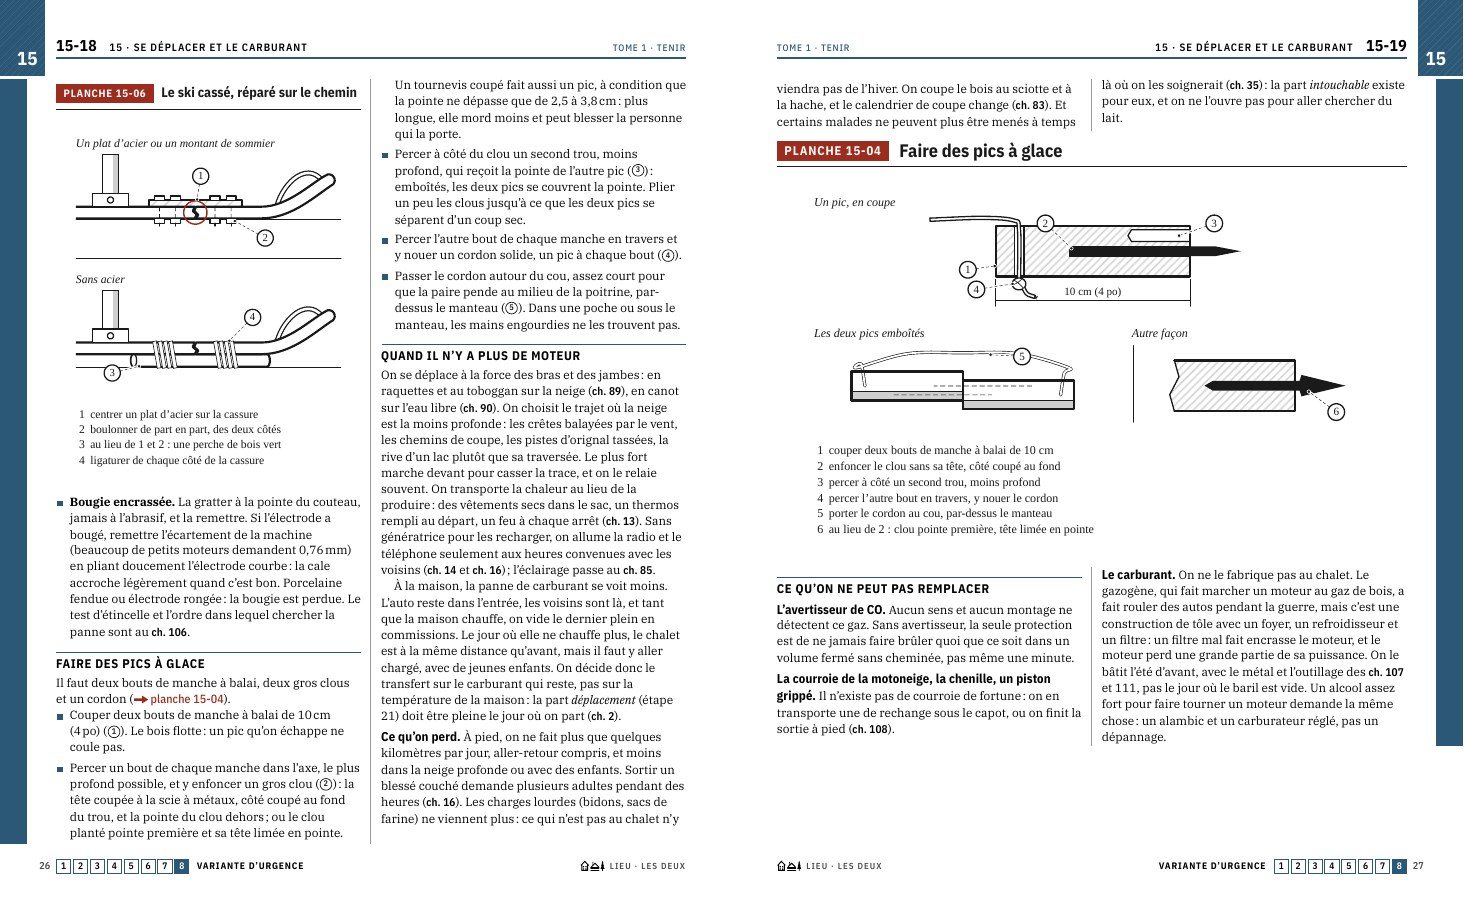 15
15-18 15 · SE DÉPLACER ET LE CARBURANT
TOME 1 · TENIR
PLANCHE 15-06 Le ski cassé, réparé sur le chemin
Un plat d’acier ou un montant de sommier
1
2
Sans acier
4
3
1 centrer un plat d’acier sur la cassure
2 boulonner de part en part, des deux côtés
3 au lieu de 1 et 2 : une perche de bois vert
4 ligaturer de chaque côté de la cassure
Bougie encrassée. La gratter à la pointe du couteau,
jamais à l’abrasif, et la remettre. Si l’électrode a
bougé, remettre l’écartement de la machine
(beaucoup de petits moteurs demandent 0,76 mm)
en pliant doucement l’électrode courbe : la cale
accroche légèrement quand c’est bon. Porcelaine
fendue ou électrode rongée : la bougie est perdue. Le
test d’étincelle et l’ordre dans lequel chercher la
panne sont au ch. 106.
FAIRE DES PICS À GLACE
Il faut deux bouts de manche à balai, deux gros clous
et un cordon (➡ planche 15-04).
Couper deux bouts de manche à balai de 10 cm
(4 po) (①). Le bois flotte : un pic qu’on échappe ne
coule pas.
Percer un bout de chaque manche dans l’axe, le plus
profond possible, et y enfoncer un gros clou (②) : la
tête coupée à la scie à métaux, côté coupé au fond
du trou, et la pointe du clou dehors ; ou le clou
planté pointe première et sa tête limée en pointe.
Un tournevis coupé fait aussi un pic, à condition que
la pointe ne dépasse que de 2,5 à 3,8 cm : plus
longue, elle mord moins et peut blesser la personne
qui la porte.
Percer à côté du clou un second trou, moins
profond, qui reçoit la pointe de l’autre pic (③) :
emboîtés, les deux pics se couvrent la pointe. Plier
un peu les clous jusqu’à ce que les deux pics se
séparent d’un coup sec.
Percer l’autre bout de chaque manche en travers et
y nouer un cordon solide, un pic à chaque bout (④).
Passer le cordon autour du cou, assez court pour
que la paire pende au milieu de la poitrine, par-
dessus le manteau (⑤). Dans une poche ou sous le
manteau, les mains engourdies ne les trouvent pas.
QUAND IL N’Y A PLUS DE MOTEUR
On se déplace à la force des bras et des jambes : en
raquettes et au toboggan sur la neige (ch. 89), en canot
sur l’eau libre (ch. 90). On choisit le trajet où la neige
est la moins profonde : les crêtes balayées par le vent,
les chemins de coupe, les pistes d’orignal tassées, la
rive d’un lac plutôt que sa traversée. Le plus fort
marche devant pour casser la trace, et on le relaie
souvent. On transporte la chaleur au lieu de la
produire : des vêtements secs dans le sac, un thermos
rempli au départ, un feu à chaque arrêt (ch. 13). Sans
génératrice pour les recharger, on allume la radio et le
téléphone seulement aux heures convenues avec les
voisins (ch. 14 et ch. 16) ; l’éclairage passe au ch. 85.
À la maison, la panne de carburant se voit moins.
L’auto reste dans l’entrée, les voisins sont là, et tant
que la maison chauffe, on vide le dernier plein en
commissions. Le jour où elle ne chauffe plus, le chalet
est à la même distance qu’avant, mais il faut y aller
chargé, avec de jeunes enfants. On décide donc le
transfert sur le carburant qui reste, pas sur la
température de la maison : la part déplacement (étape
21) doit être pleine le jour où on part (ch. 2).
Ce qu’on perd. À pied, on ne fait plus que quelques
kilomètres par jour, aller-retour compris, et moins
dans la neige profonde ou avec des enfants. Sortir un
blessé couché demande plusieurs adultes pendant des
heures (ch. 16). Les charges lourdes (bidons, sacs de
farine) ne viennent plus : ce qui n’est pas au chalet n’y
26 1 2 3 4 5 6 7 8 VARIANTE D’URGENCE
LIEU · LES DEUX
TOME 1 · TENIR
15 · SE DÉPLACER ET LE CARBURANT 15-19
15
viendra pas de l’hiver. On coupe le bois au sciotte et à
la hache, et le calendrier de coupe change (ch. 83). Et
certains malades ne peuvent plus être menés à temps
là où on les soignerait (ch. 35) : la part intouchable existe
pour eux, et on ne l’ouvre pas pour aller chercher du
lait.
PLANCHE 15-04 Faire des pics à glace
Un pic, en coupe
2
3
1
4
10 cm (4 po)
Les deux pics emboîtés
Autre façon
5
6
1 couper deux bouts de manche à balai de 10 cm
2 enfoncer le clou sans sa tête, côté coupé au fond
3 percer à côté un second trou, moins profond
4 percer l’autre bout en travers, y nouer le cordon
5 porter le cordon au cou, par-dessus le manteau
6 au lieu de 2 : clou pointe première, tête limée en pointe
CE QU’ON NE PEUT PAS REMPLACER
L’avertisseur de CO. Aucun sens et aucun montage ne
détectent ce gaz. Sans avertisseur, la seule protection
est de ne jamais faire brûler quoi que ce soit dans un
volume fermé sans cheminée, pas même une minute.
La courroie de la motoneige, la chenille, un piston
grippé. Il n’existe pas de courroie de fortune : on en
transporte une de rechange sous le capot, ou on finit la
sortie à pied (ch. 108).
Le carburant. On ne le fabrique pas au chalet. Le
gazogène, qui fait marcher un moteur au gaz de bois, a
fait rouler des autos pendant la guerre, mais c’est une
construction de tôle avec un foyer, un refroidisseur et
un filtre : un filtre mal fait encrasse le moteur, et le
moteur perd une grande partie de sa puissance. On le
bâtit l’été d’avant, avec le métal et l’outillage des ch. 107
et 111, pas le jour où le baril est vide. Un alcool assez
fort pour faire tourner un moteur demande la même
chose : un alambic et un carburateur réglé, pas un
dépannage.
LIEU · LES DEUX
VARIANTE D’URGENCE 1 2 3 4 5 6 7 8 27